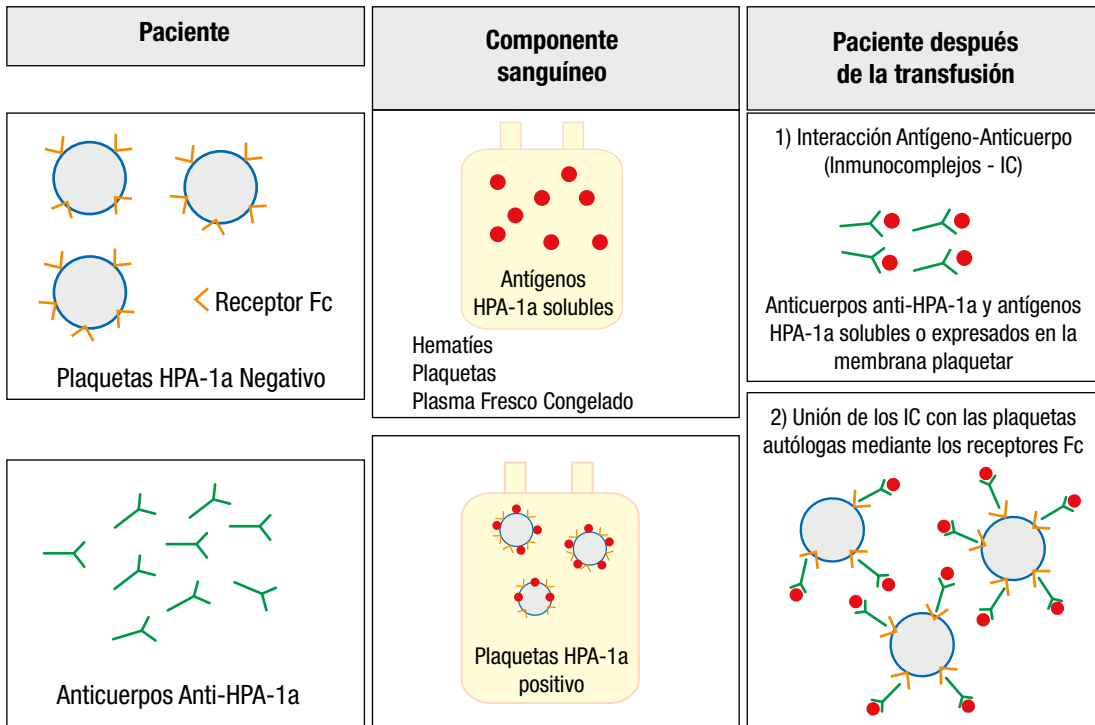 Paciente
Plaquetas HPA-1a Negativo
Receptor Fc
Anticuerpos Anti-HPA-1a
Componente
sanguíneo
Antígenos
HPA-1a solubles
Hematíes
Plaquetas
Plasma Fresco Congelado
Plaquetas HPA-1a
positivo
Paciente después
de la transfusión
1) Interacción Antígeno-Anticuerpo
(Inmunocomplejos - IC)
Anticuerpos anti-HPA-1a y antígenos
HPA-1a solubles o expresados en la
membrana plaquetar
2) Unión de los IC con las plaquetas
autólogas mediante los receptores Fc